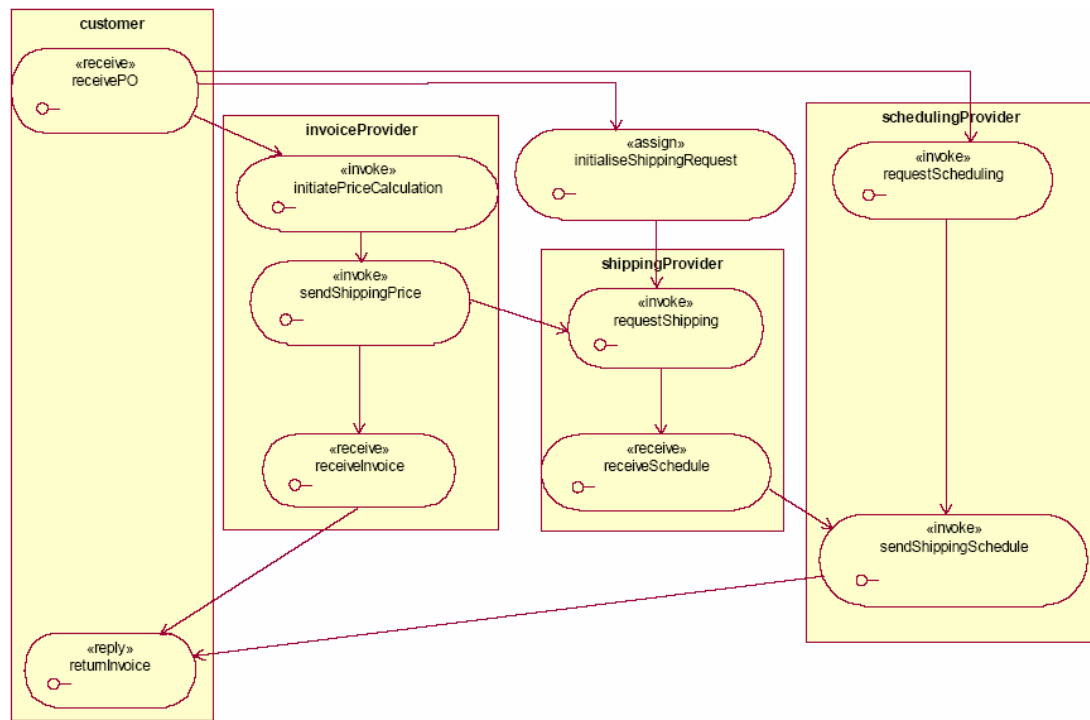 customer
«receive»
receivePO
invoiceProvider
«invoke»
initiatePriceCalculation
«invoke»
sendShippingPrice
«receive»
receiveInvoice
«assign»
initialiseShippingRequest
shippingProvider
«invoke»
requestShipping
«receive»
receiveSchedule
schedulingProvider
«invoke»
requestScheduling
«invoke»
sendShippingSchedule
«reply»
returnInvoice